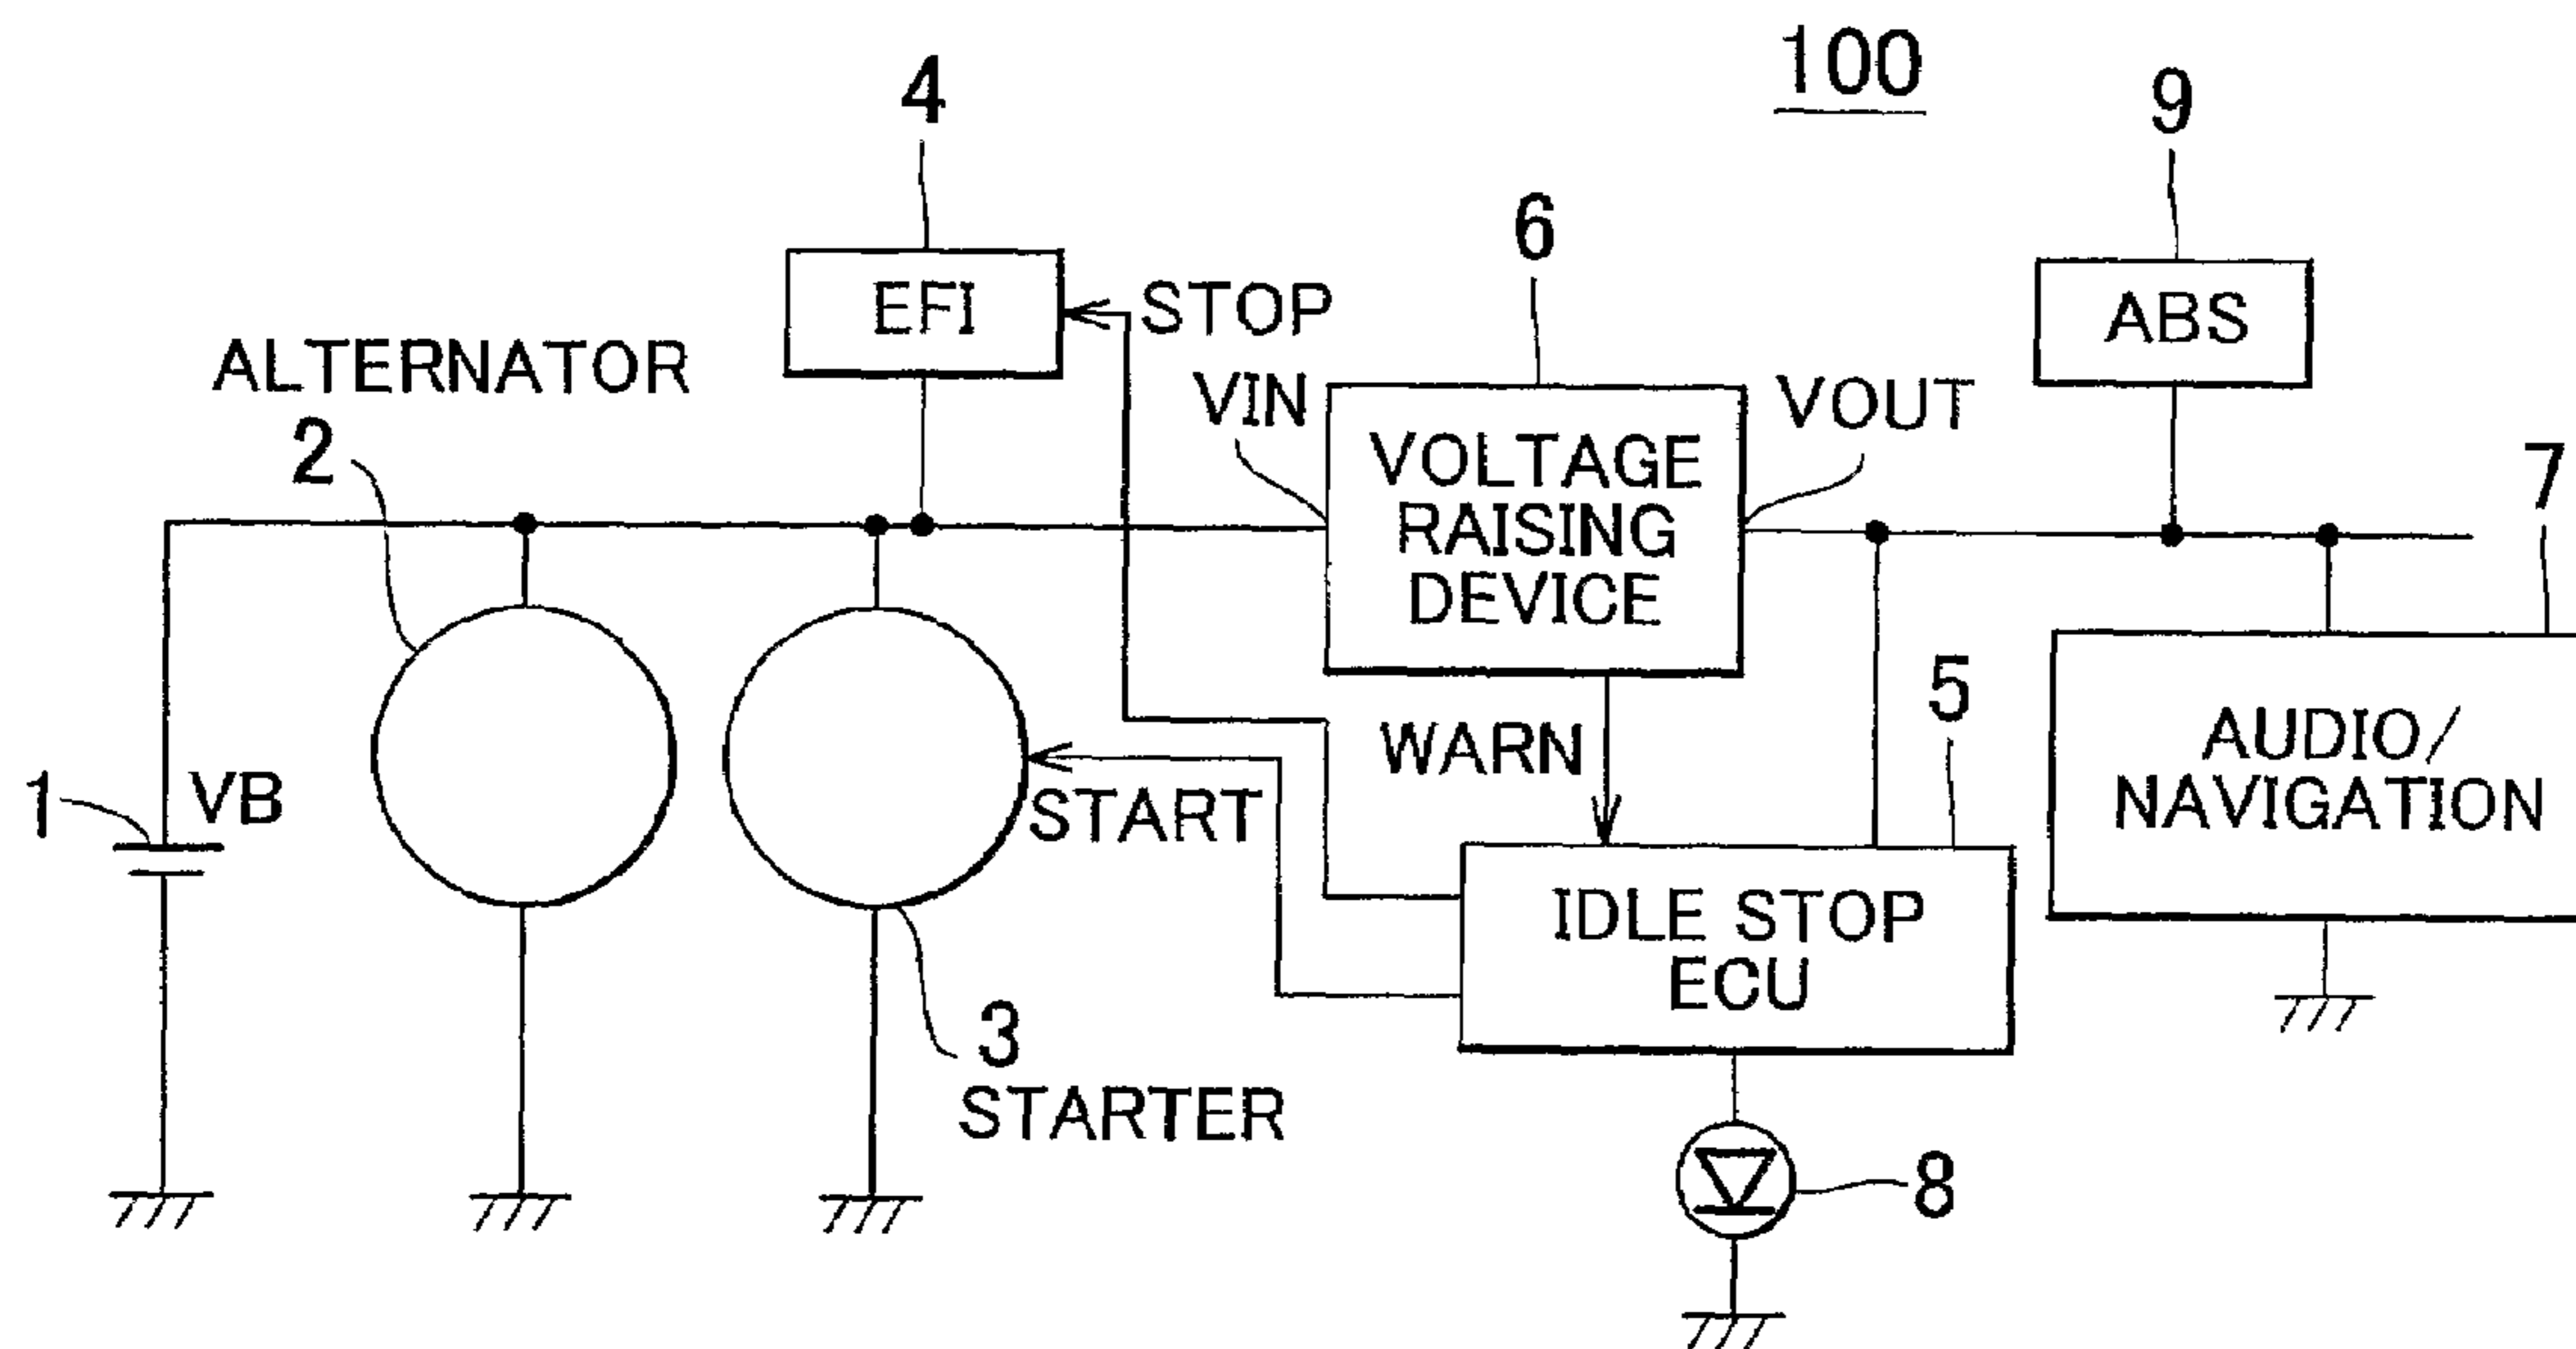 100
4
9
6
EFI
STOP
ABS
ALTERNATOR
2
VIN
VOUT
7
VOLTAGE
RAISING
DEVICE
5
WARN
AUDIO/
NAVIGATION
1
VB
START
IDLE STOP
ECU
3
STARTER
8